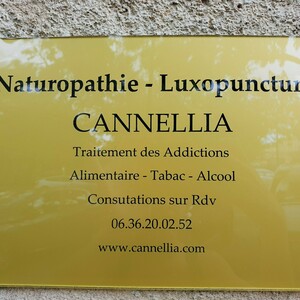 Naturopathie - Luxopunctur
CANNELLIA
Traitement des Addictions
Alimentaire - Tabac - Alcool
Consutations sur Rdv
06.36.20.02.52
www.cannellia.com